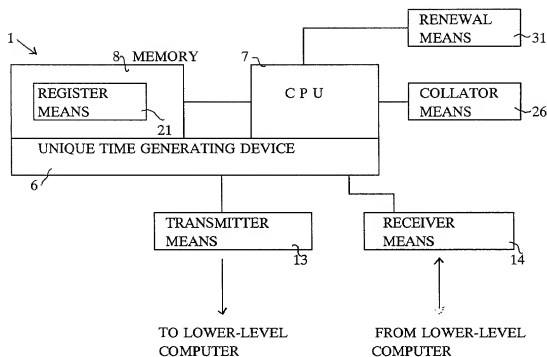 1
8 MEMORY
7
RENEWAL
MEANS
31
REGISTER
MEANS
21
C P U
COLLATOR
MEANS
26
UNIQUE TIME GENERATING DEVICE
6
TRANSMITTER
MEANS
13
RECEIVER
MEANS
14
TO LOWER-LEVEL
COMPUTER
FROM LOWER-LEVEL
COMPUTER